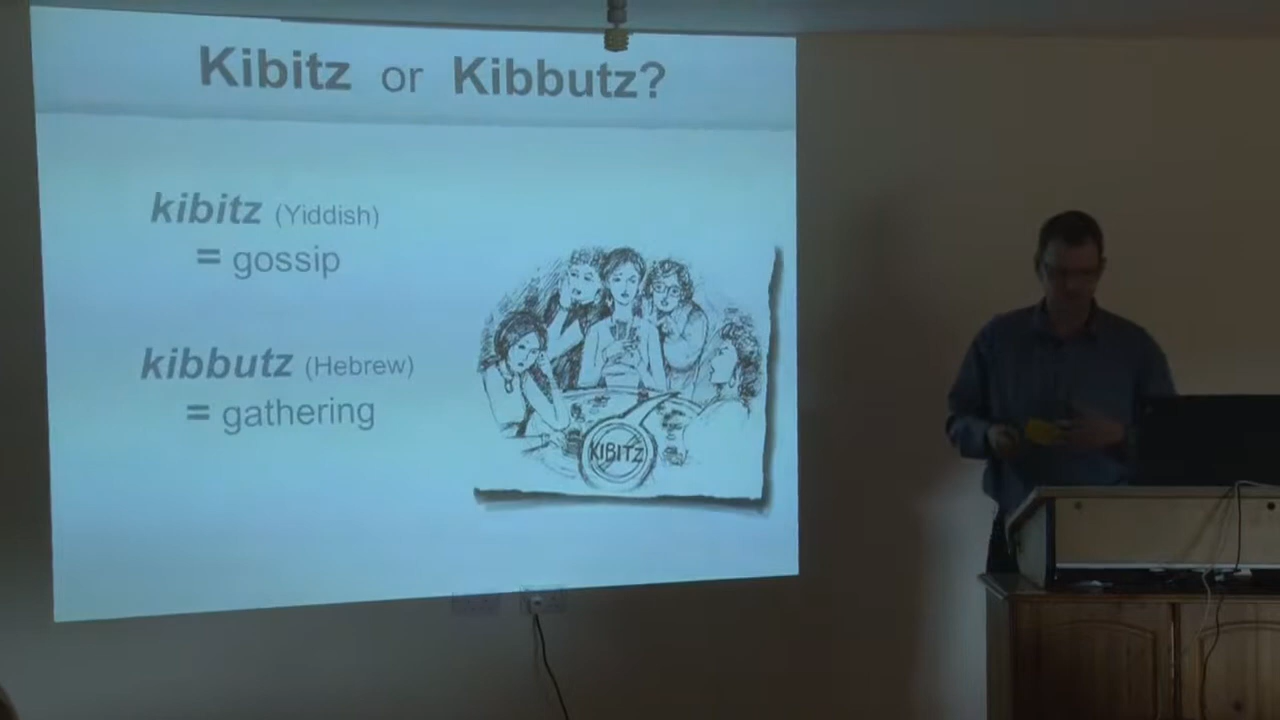 Kibitz or Kibbutz?
kibitz (Yiddish)
= gossip
kibbutz (Hebrew)
= gathering
KIBITZ